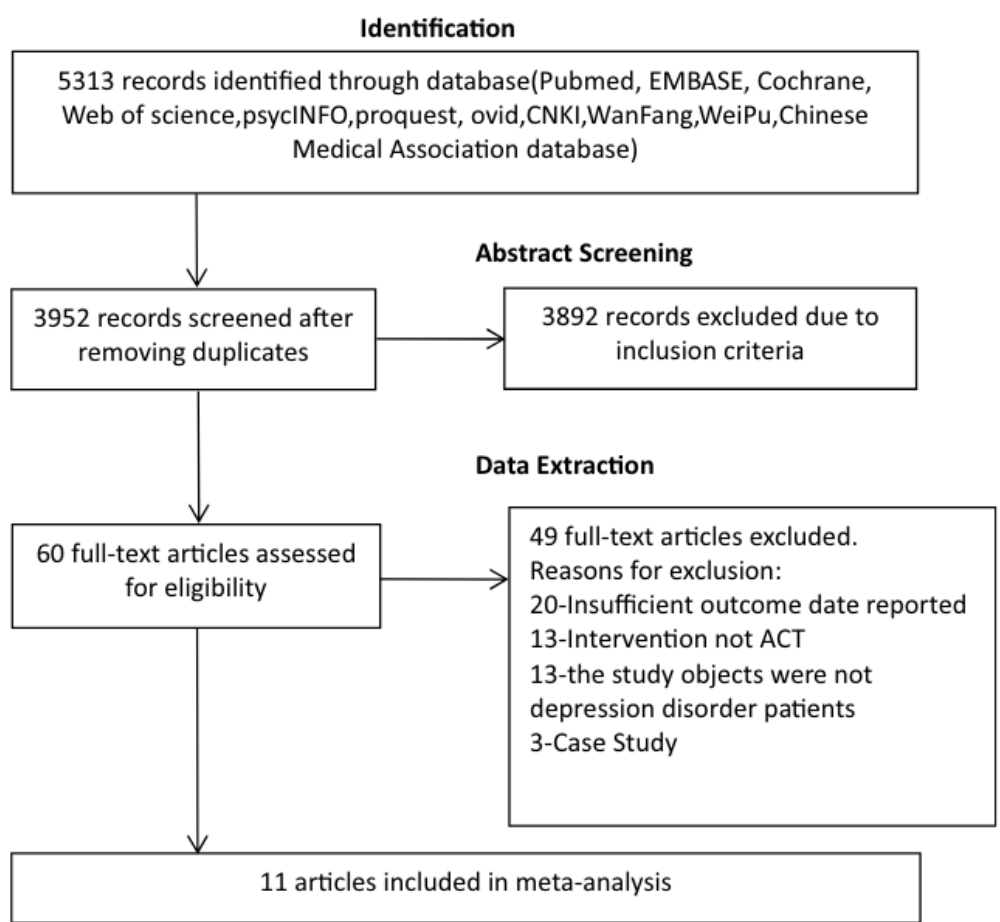 Identification
5313 records identified through database(Pubmed, EMBASE, Cochrane,
Web of science,psycINFO,proquest, ovid,CNKI,WanFang,WeiPu,Chinese
Medical Association database)
Abstract Screening
3952 records screened after
removing duplicates
3892 records excluded due to
inclusion criteria
Data Extraction
60 full-text articles assessed
for eligibility
49 full-text articles excluded.
Reasons for exclusion:
20-Insufficient outcome date reported
13-Intervention not ACT
13-the study objects were not
depression disorder patients
3-Case Study
11 articles included in meta-analysis